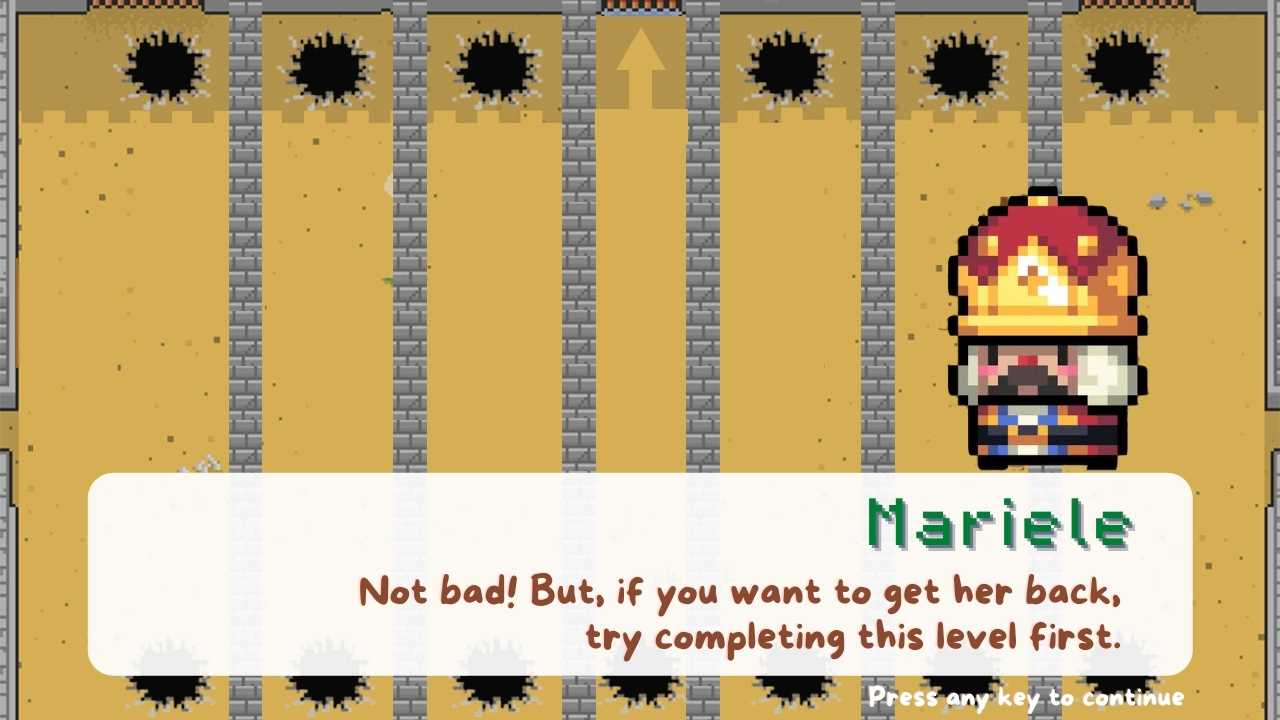 Mariele
Not bad! But, if you want to get her back,
try completing this level first.
Press any key to continue